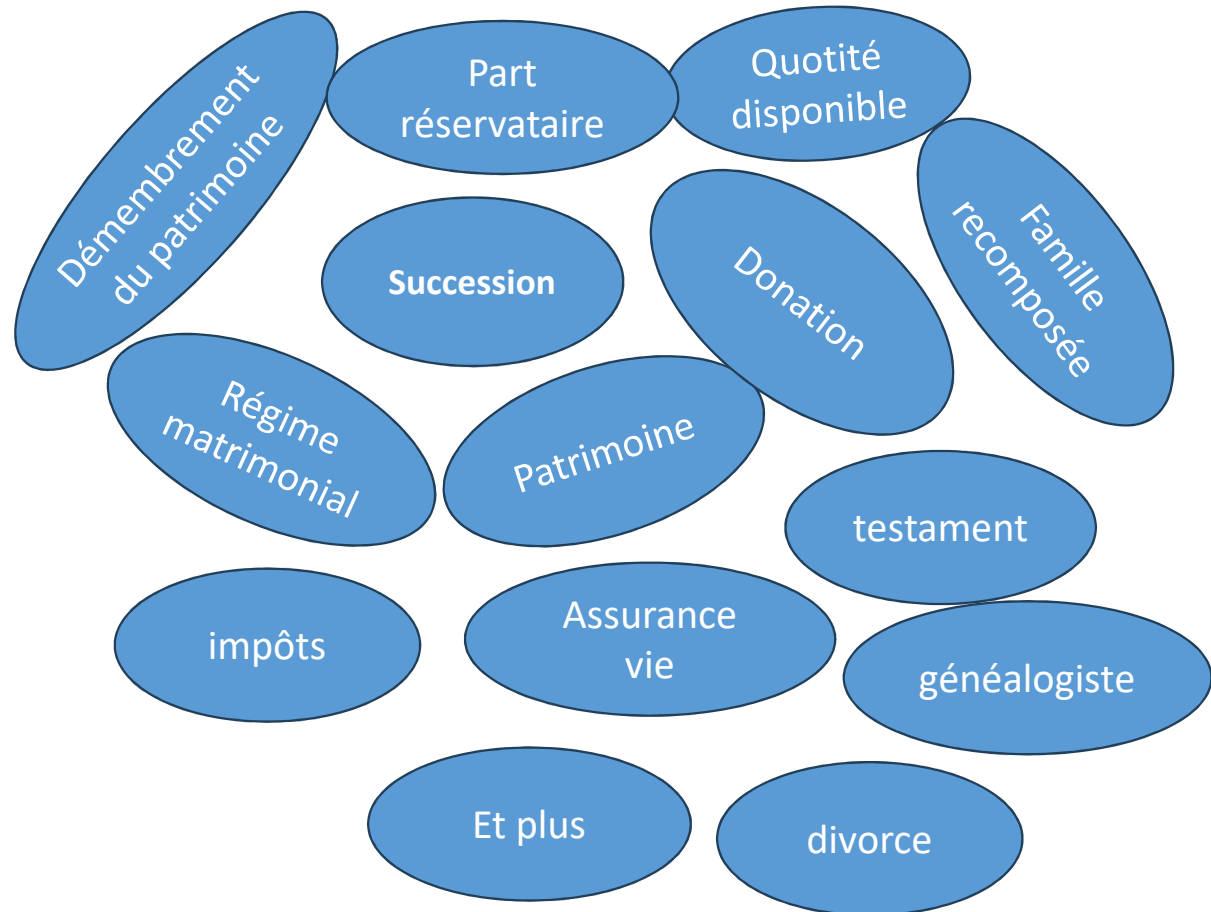 Démembrement
du patrimoine
Part
réservataire
Quotité
disponible
Famille
recomposée
Succession
Donation
Régime
matrimonial
Patrimoine
testament
impôts
Assurance
vie
généalogiste
Et plus
divorce